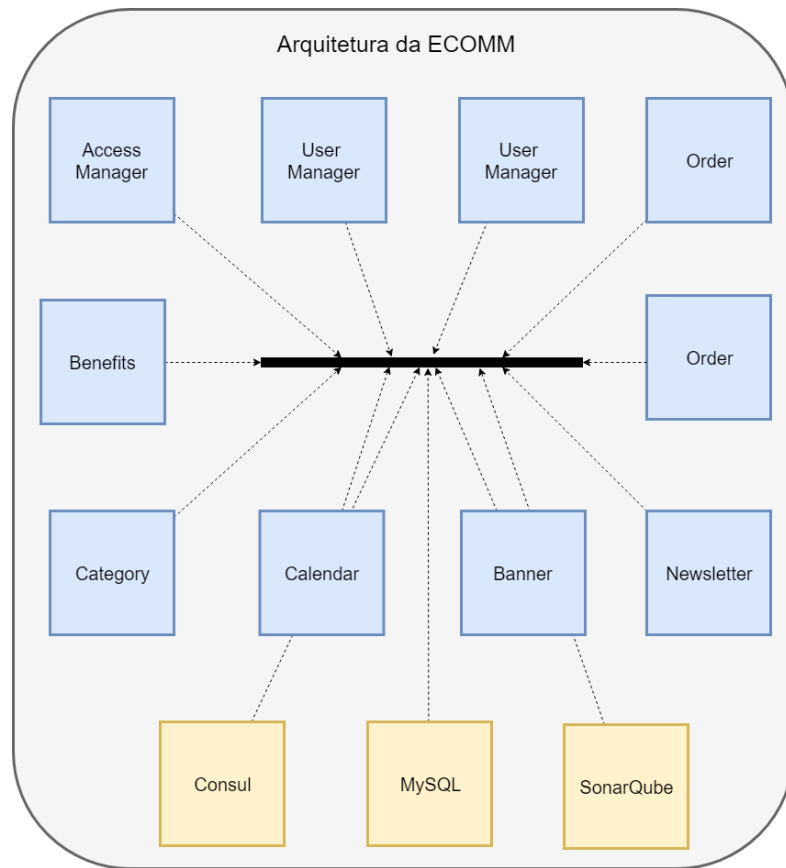 Arquitetura da ECOMM
Access
Manager
User
Manager
User
Manager
Order
Benefits
Order
Category
Calendar
Banner
Newsletter
Consul
MySQL
SonarQube